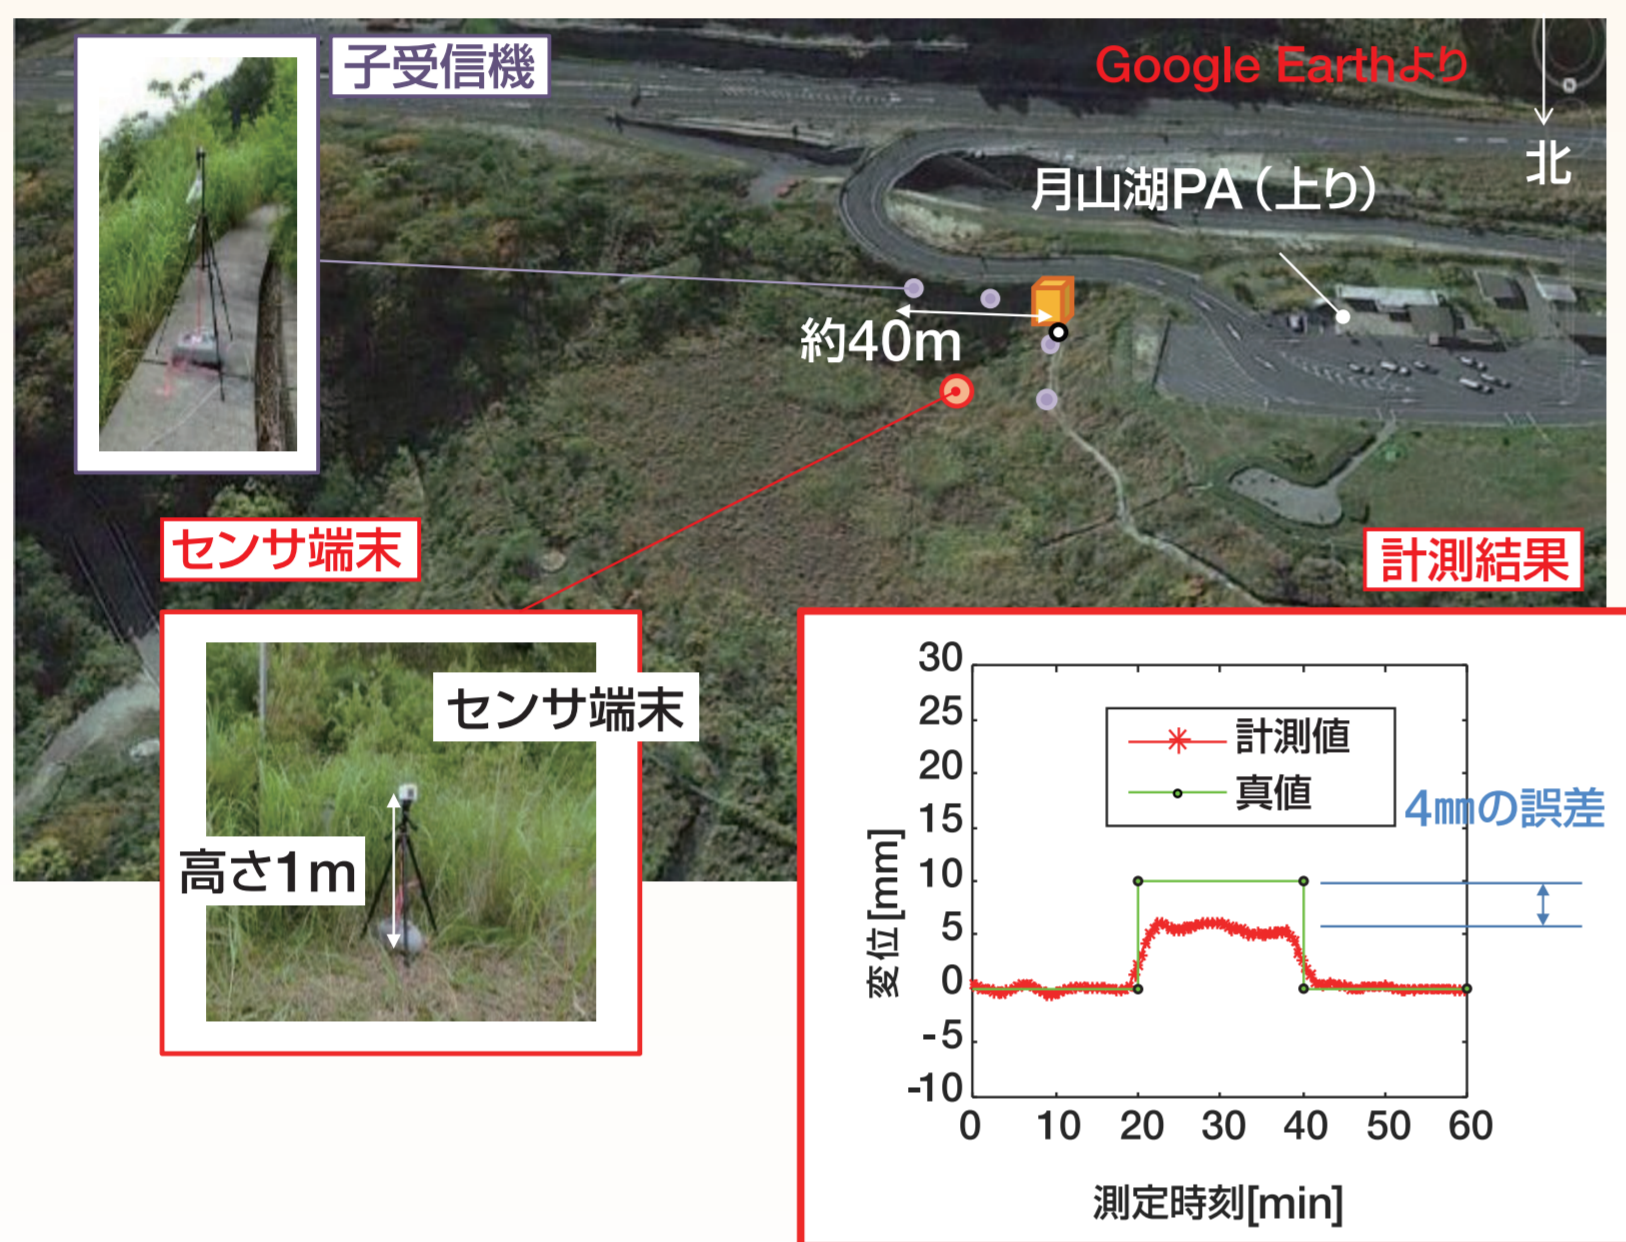 子受信機
Google Earthより
北
月山湖PA（上り）
約40m
センサ端末
計測結果
センサ端末
高さ1m
30
25
20
15
10
5
0
-5
-10
変位[mm]
計測値
真値
4㎜の誤差
0 10 20 30 40 50 60
測定時刻[min]